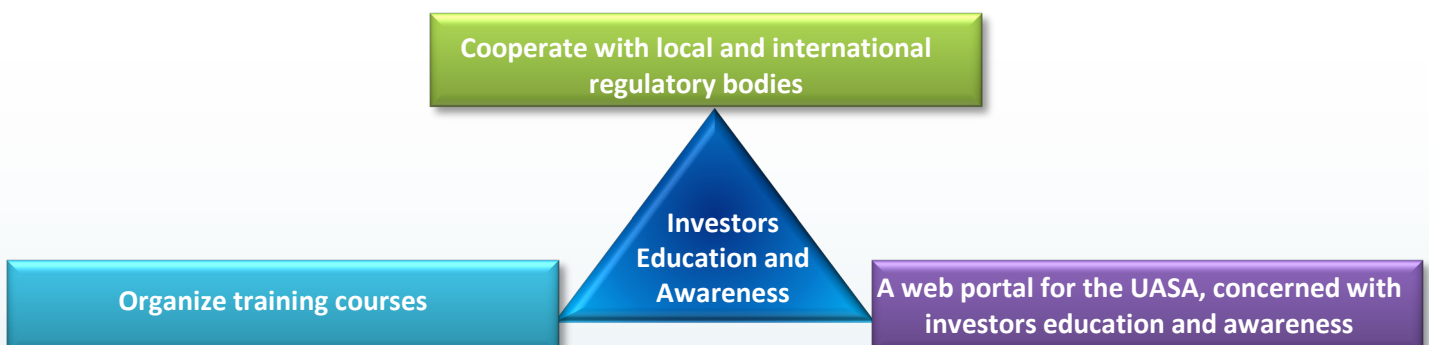 Cooperate with local and international
regulatory bodies
Investors
Education and
Awareness
Organize training courses
A web portal for the UASA, concerned with
investors education and awareness